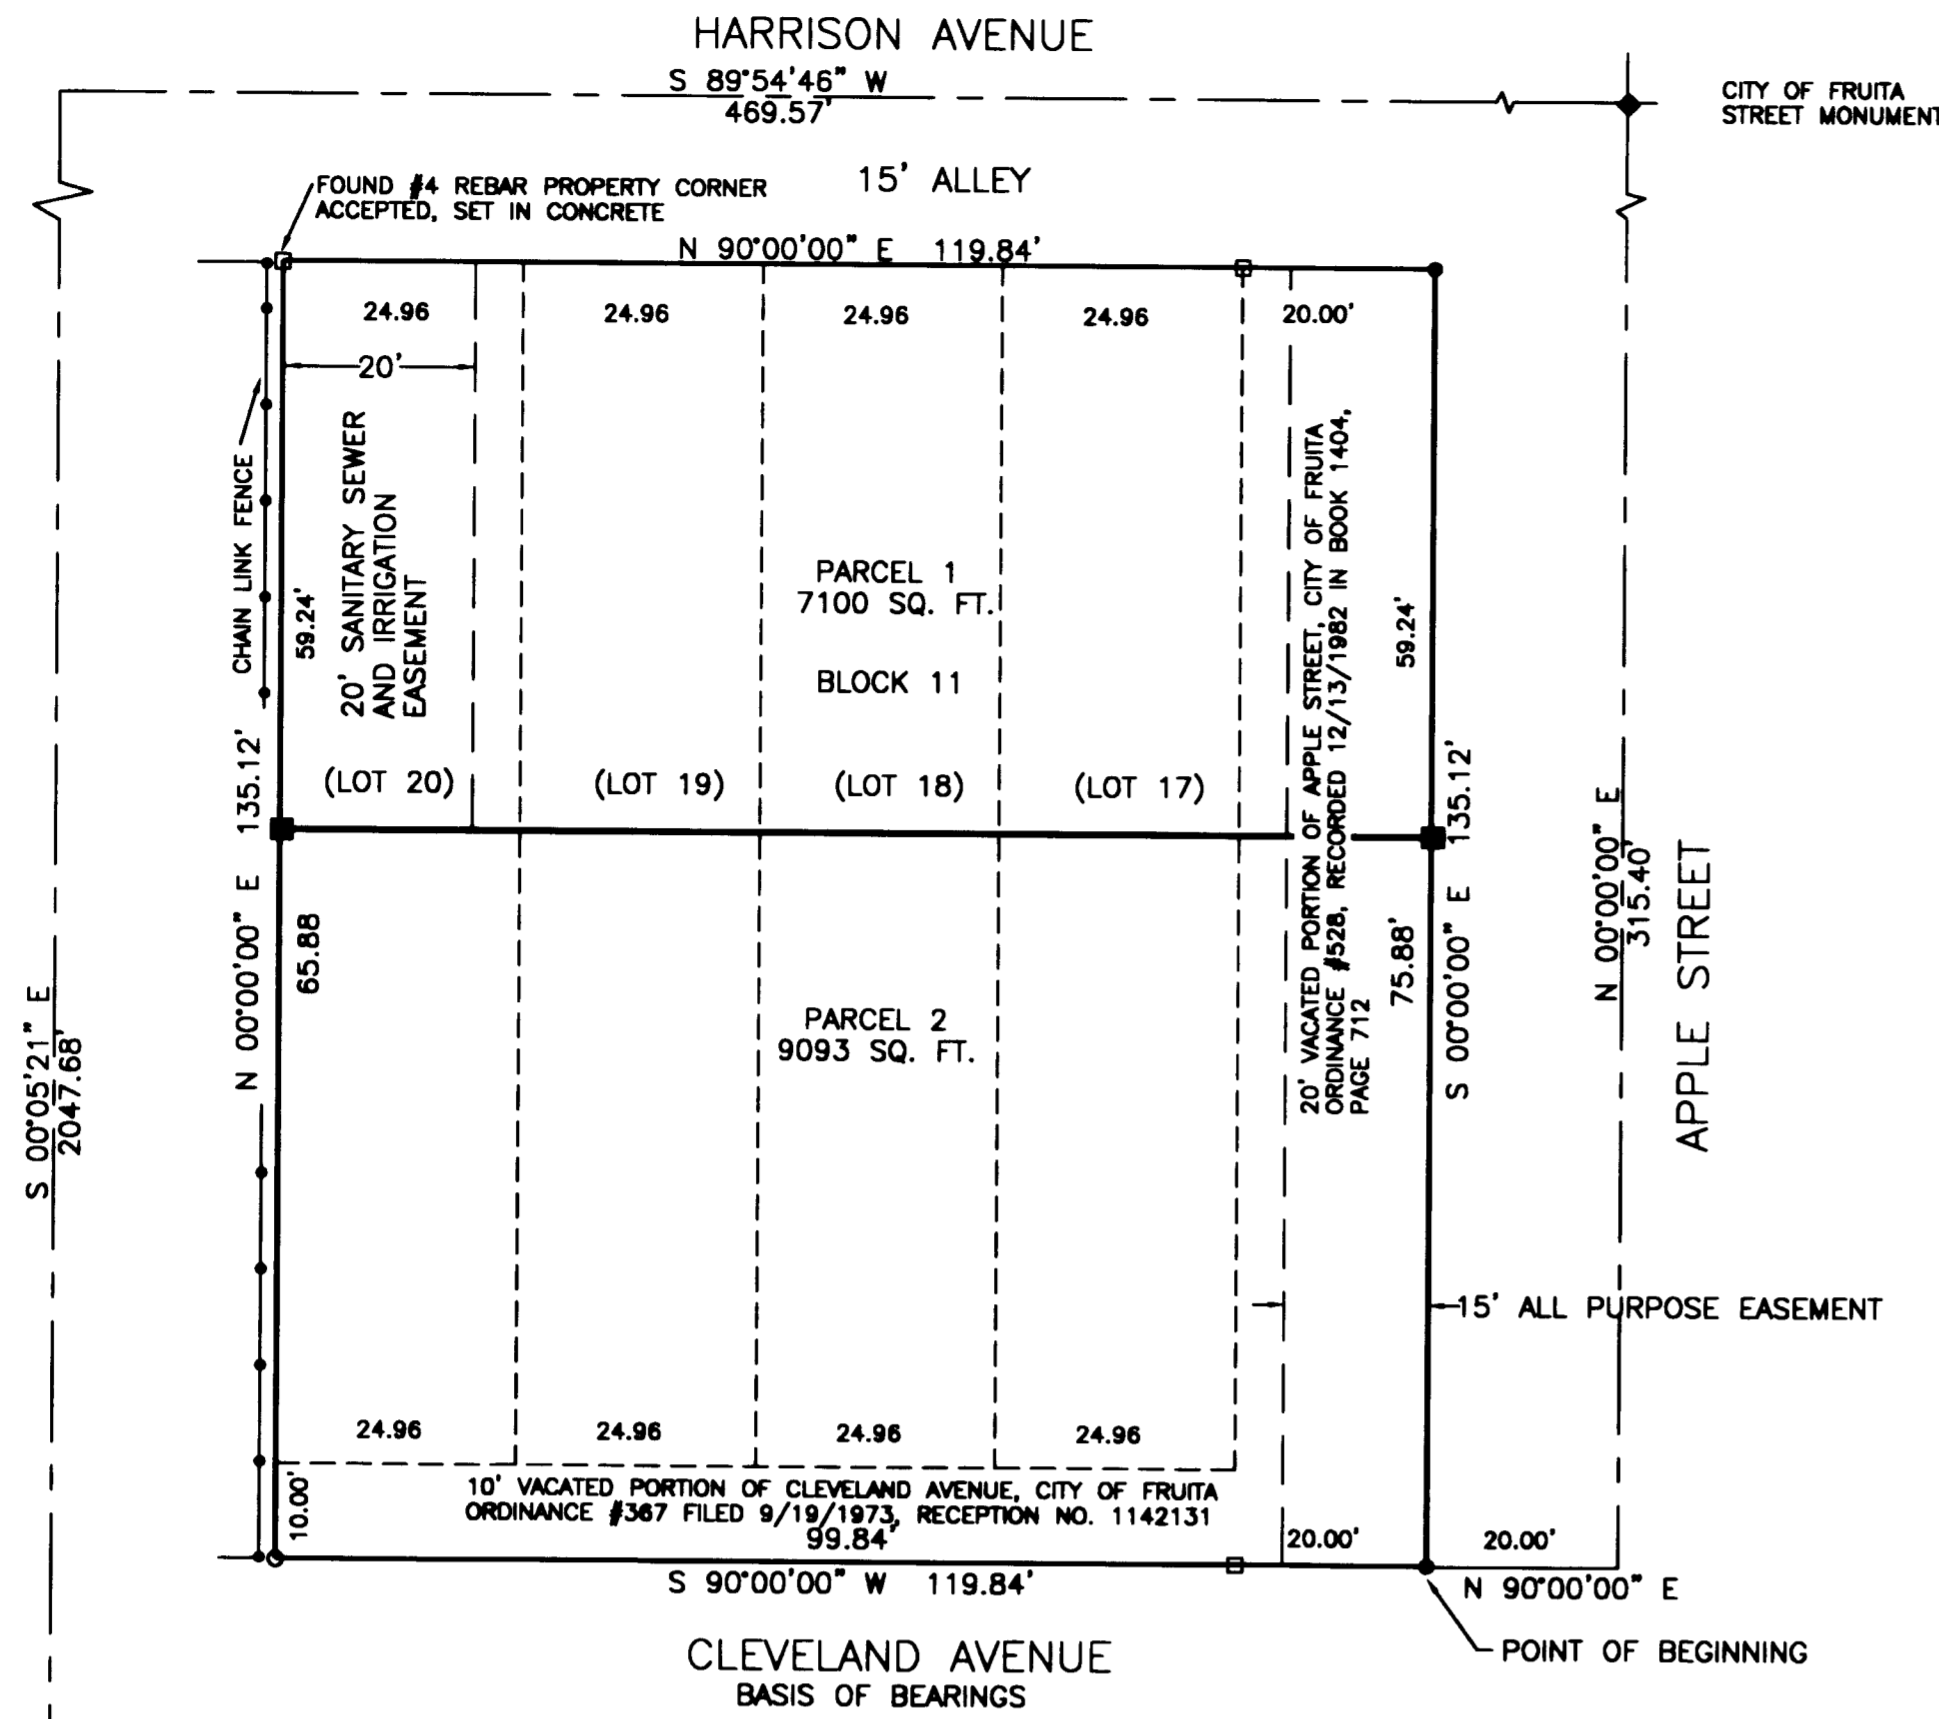 HARRISON AVENUE
S 89°54'46" W
469.57'
CITY OF FRUITA
STREET MONUMENT
15' ALLEY
FOUND #4 REBAR PROPERTY CORNER
ACCEPTED, SET IN CONCRETE
N 90°00'00" E 119.84'
24.96
24.96
24.96
24.96
20.00'
20'
CHAIN LINK FENCE
59.24'
20' SANITARY SEWER
AND IRRIGATION
EASEMENT
PARCEL 1
7100 SQ. FT.
BLOCK 11
20' VACATED PORTION OF APPLE STREET, CITY OF FRUITA
ORDINANCE #528, RECORDED 12/13/1982 IN BOOK 1404,
PAGE 712
59.24'
(LOT 20)
(LOT 19)
(LOT 18)
(LOT 17)
N 00°00'00" E 135.12'
65.88
75.88'
S 00°00'00" E 135.12'
N 00°00'00" E
315.40'
APPLE STREET
S 00°05'21" E
2047.68'
PARCEL 2
9093 SQ. FT.
15' ALL PURPOSE EASEMENT
24.96
24.96
24.96
24.96
10.00'
10' VACATED PORTION OF CLEVELAND AVENUE, CITY OF FRUITA
ORDINANCE #367 FILED 9/19/1973, RECEPTION NO. 1142131
99.84'
20.00'
20.00'
S 90°00'00" W 119.84'
N 90°00'00" E
POINT OF BEGINNING
CLEVELAND AVENUE
BASIS OF BEARINGS